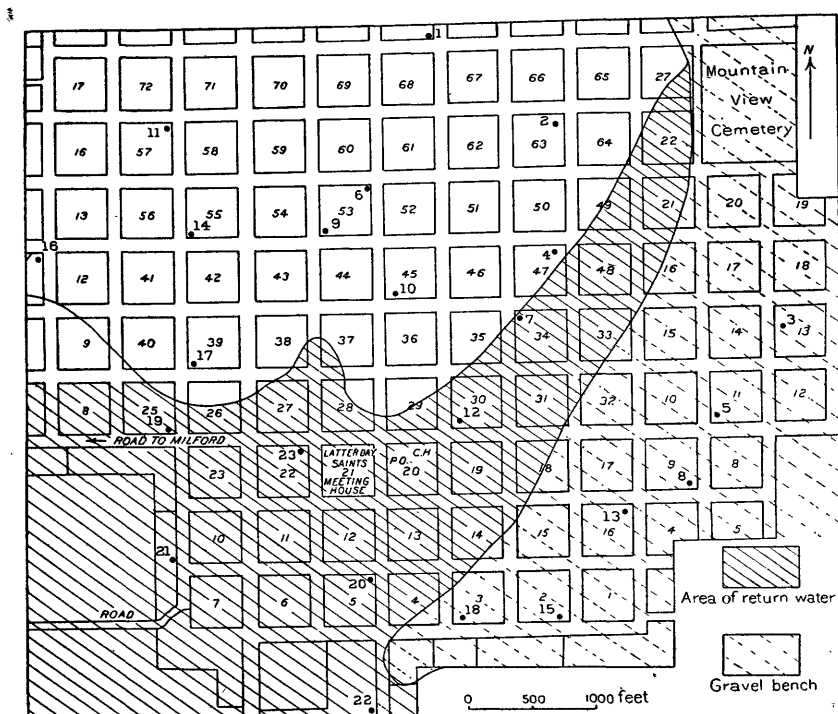 1
17 72 71 70 69 68 67 66 65 27
Mountain
View
Cemetery
N
11
2
16 57 58 59 60 61 62 63 64 22
6
13 56 55 54 53 52 51 50 49 21 20 19
14
9
16
4
12 41 42 43 44 45 46 47 48 16 17 18
10
7
3
9 40 39 38 37 36 35 34 33 15 14 13
17
8 25 26 27 28 29 30 31 32 10 11 12
19
12
5
ROAD TO MILFORD
23
23 22
LATTER DAY
SAINTS
21
MEETING
HOUSE
P.O. C.H
20
19 18 17 9 8
8
13
10 11 12 13 14 15 16 4 5
21
20
7 6 5 4 3 2 1
18
15
ROAD
Area of return water
Gravel bench
22
0 500 1000 feet